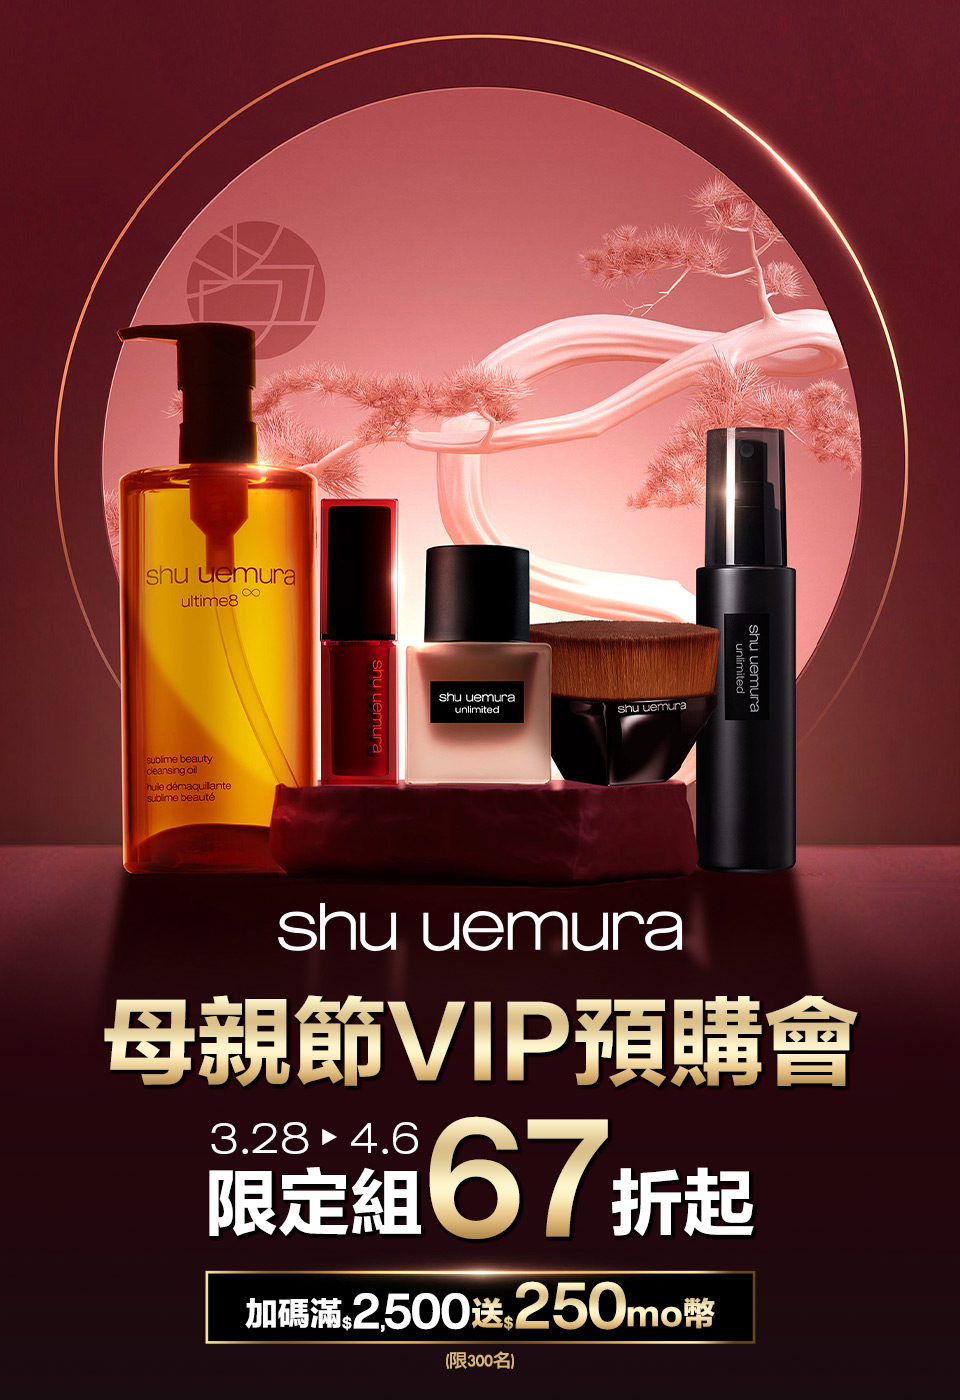 shu uemura
ultime8 ∞
sublime beauty
cleansing oil
huile démaquillante
sublime beauté
shu uemura
shu uemura
unlimited
shu uemura
shu uemura
unlimited
shu uemura
母親節VIP預購會
3.28▶4.6
限定組67折起
加碼滿$2,500送$250mo幣
(限300名)